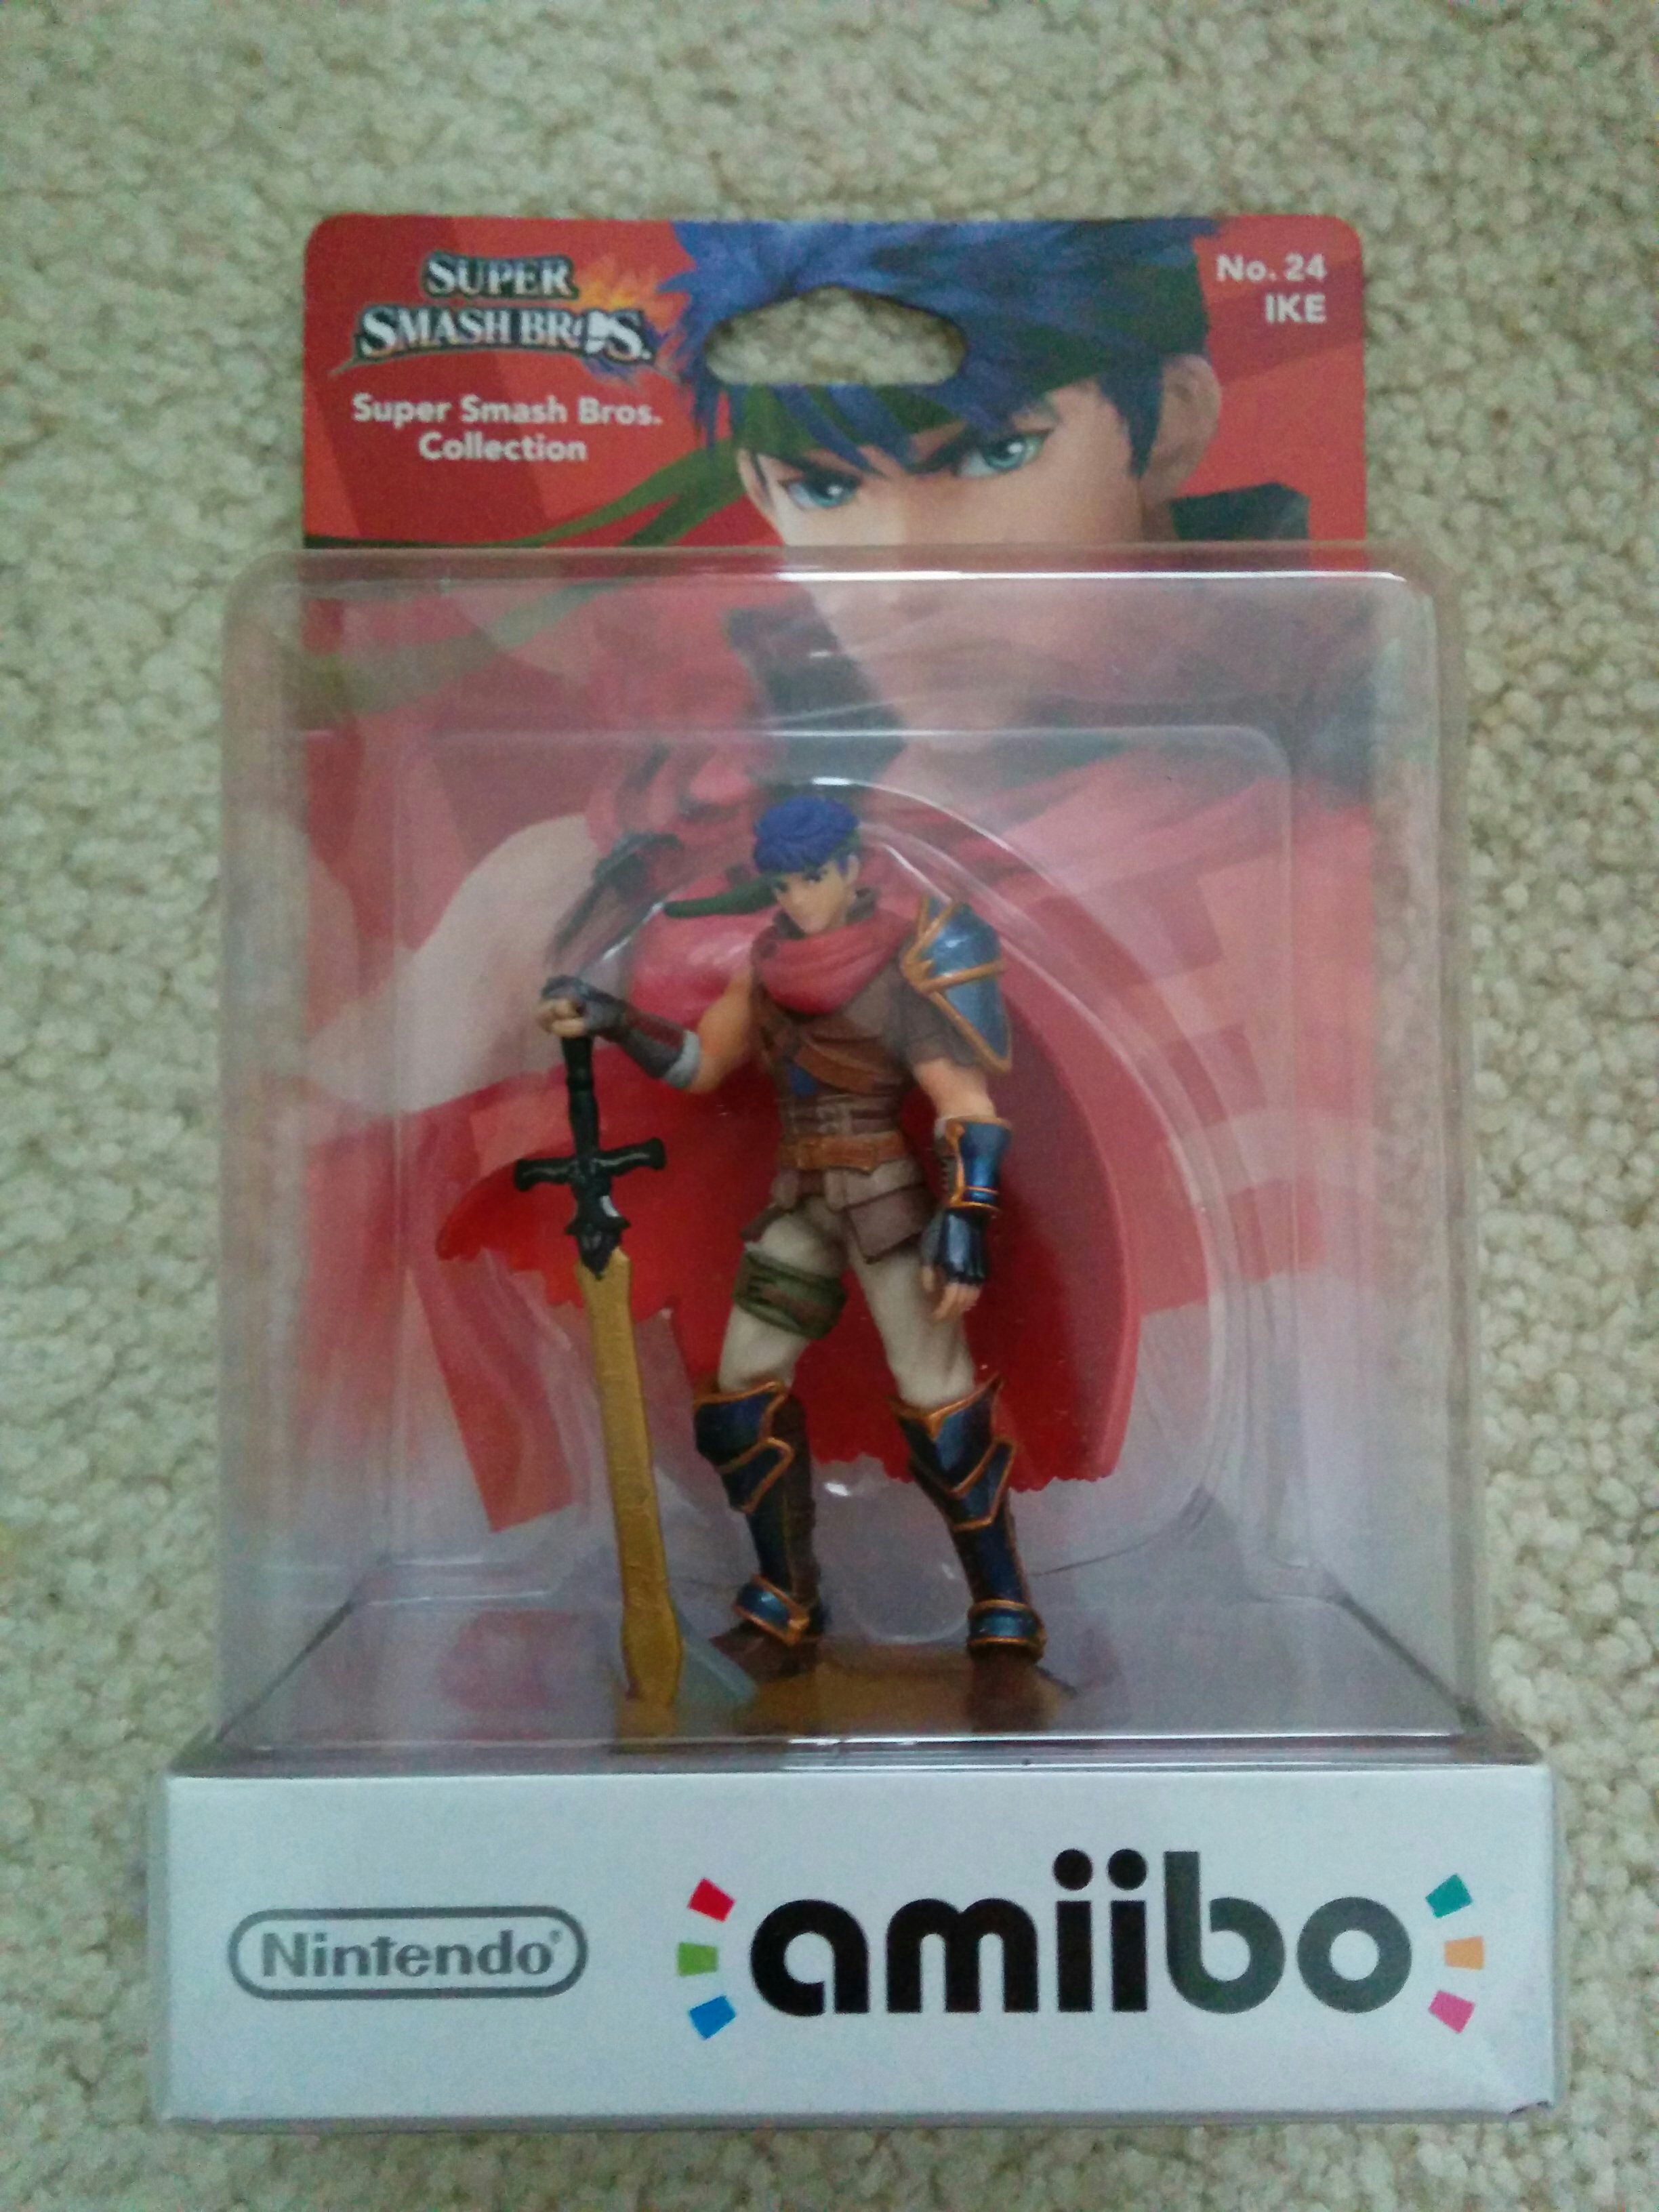 SUPER
SMASH BROS.
Super Smash Bros.
Collection
No. 24
IKE
Nintendo®
amiibo